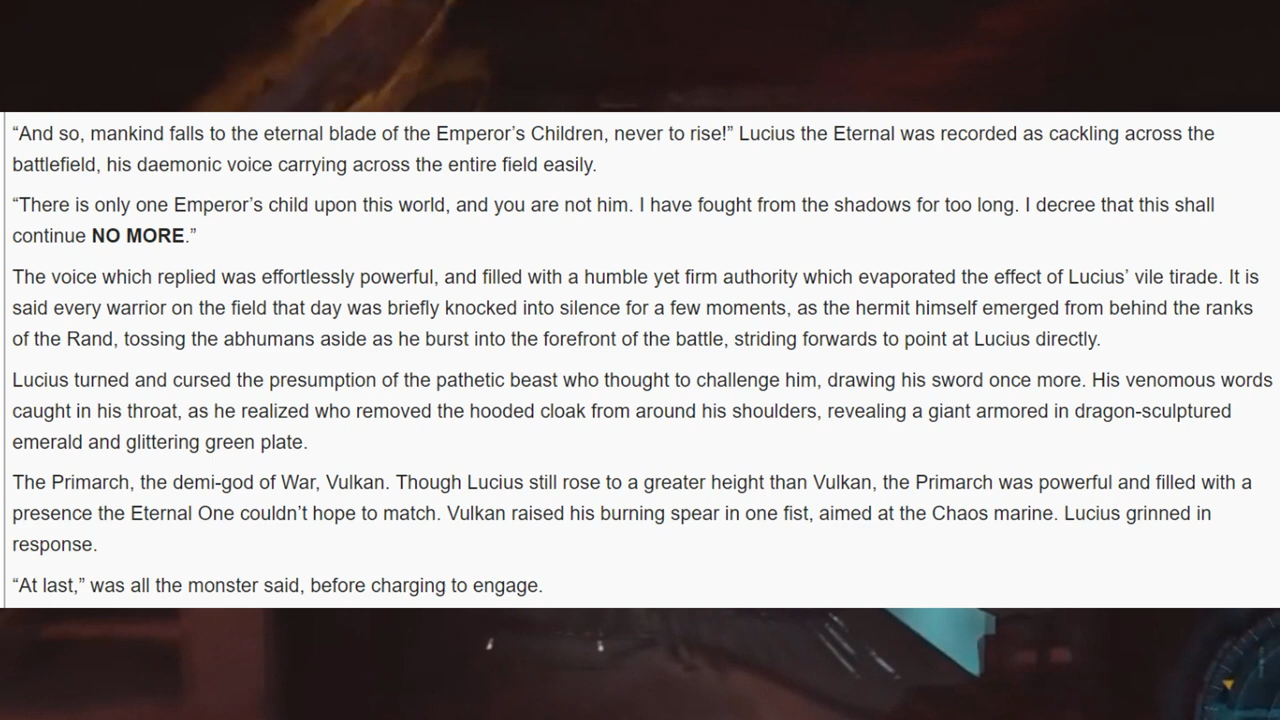 “And so, mankind falls to the eternal blade of the Emperor’s Children, never to rise!” Lucius the Eternal was recorded as cackling across the
battlefield, his daemonic voice carrying across the entire field easily.
“There is only one Emperor’s child upon this world, and you are not him. I have fought from the shadows for too long. I decree that this shall
continue NO MORE.”
The voice which replied was effortlessly powerful, and filled with a humble yet firm authority which evaporated the effect of Lucius’ vile tirade. It is
said every warrior on the field that day was briefly knocked into silence for a few moments, as the hermit himself emerged from behind the ranks
of the Rand, tossing the abhumans aside as he burst into the forefront of the battle, striding forwards to point at Lucius directly.
Lucius turned and cursed the presumption of the pathetic beast who thought to challenge him, drawing his sword once more. His venomous words
caught in his throat, as he realized who removed the hooded cloak from around his shoulders, revealing a giant armored in dragon-sculptured
emerald and glittering green plate.
The Primarch, the demi-god of War, Vulkan. Though Lucius still rose to a greater height than Vulkan, the Primarch was powerful and filled with a
presence the Eternal One couldn’t hope to match. Vulkan raised his burning spear in one fist, aimed at the Chaos marine. Lucius grinned in
response.
“At last,” was all the monster said, before charging to engage.